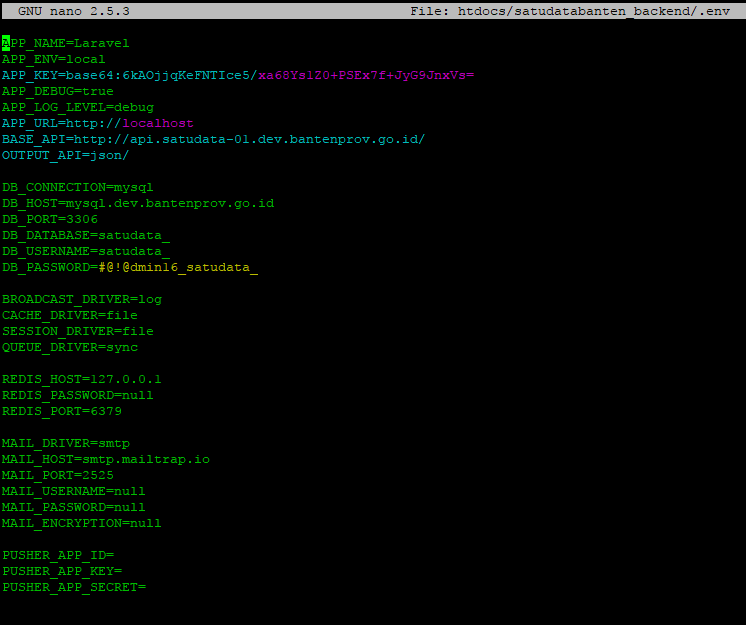 GNU nano 2.5.3 File: htdocs/satudatabanten_backend/.env
APP_NAME=Laravel
APP_ENV=local
APP_KEY=base64:6kAOjjqKeFNTIce5/xa68YslZ0+PSEx7f+JyG9JnxVs=
APP_DEBUG=true
APP_LOG_LEVEL=debug
APP_URL=http://localhost
BASE_API=http://api.satudata-01.dev.bantenprov.go.id/
OUTPUT_API=json/
DB_CONNECTION=mysql
DB_HOST=mysql.dev.bantenprov.go.id
DB_PORT=3306
DB_DATABASE=satudata_
DB_USERNAME=satudata_
DB_PASSWORD=#@!@dmin16_satudata_
BROADCAST_DRIVER=log
CACHE_DRIVER=file
SESSION_DRIVER=file
QUEUE_DRIVER=sync
REDIS_HOST=127.0.0.1
REDIS_PASSWORD=null
REDIS_PORT=6379
MAIL_DRIVER=smtp
MAIL_HOST=smtp.mailtrap.io
MAIL_PORT=2525
MAIL_USERNAME=null
MAIL_PASSWORD=null
MAIL_ENCRYPTION=null
PUSHER_APP_ID=
PUSHER_APP_KEY=
PUSHER_APP_SECRET=